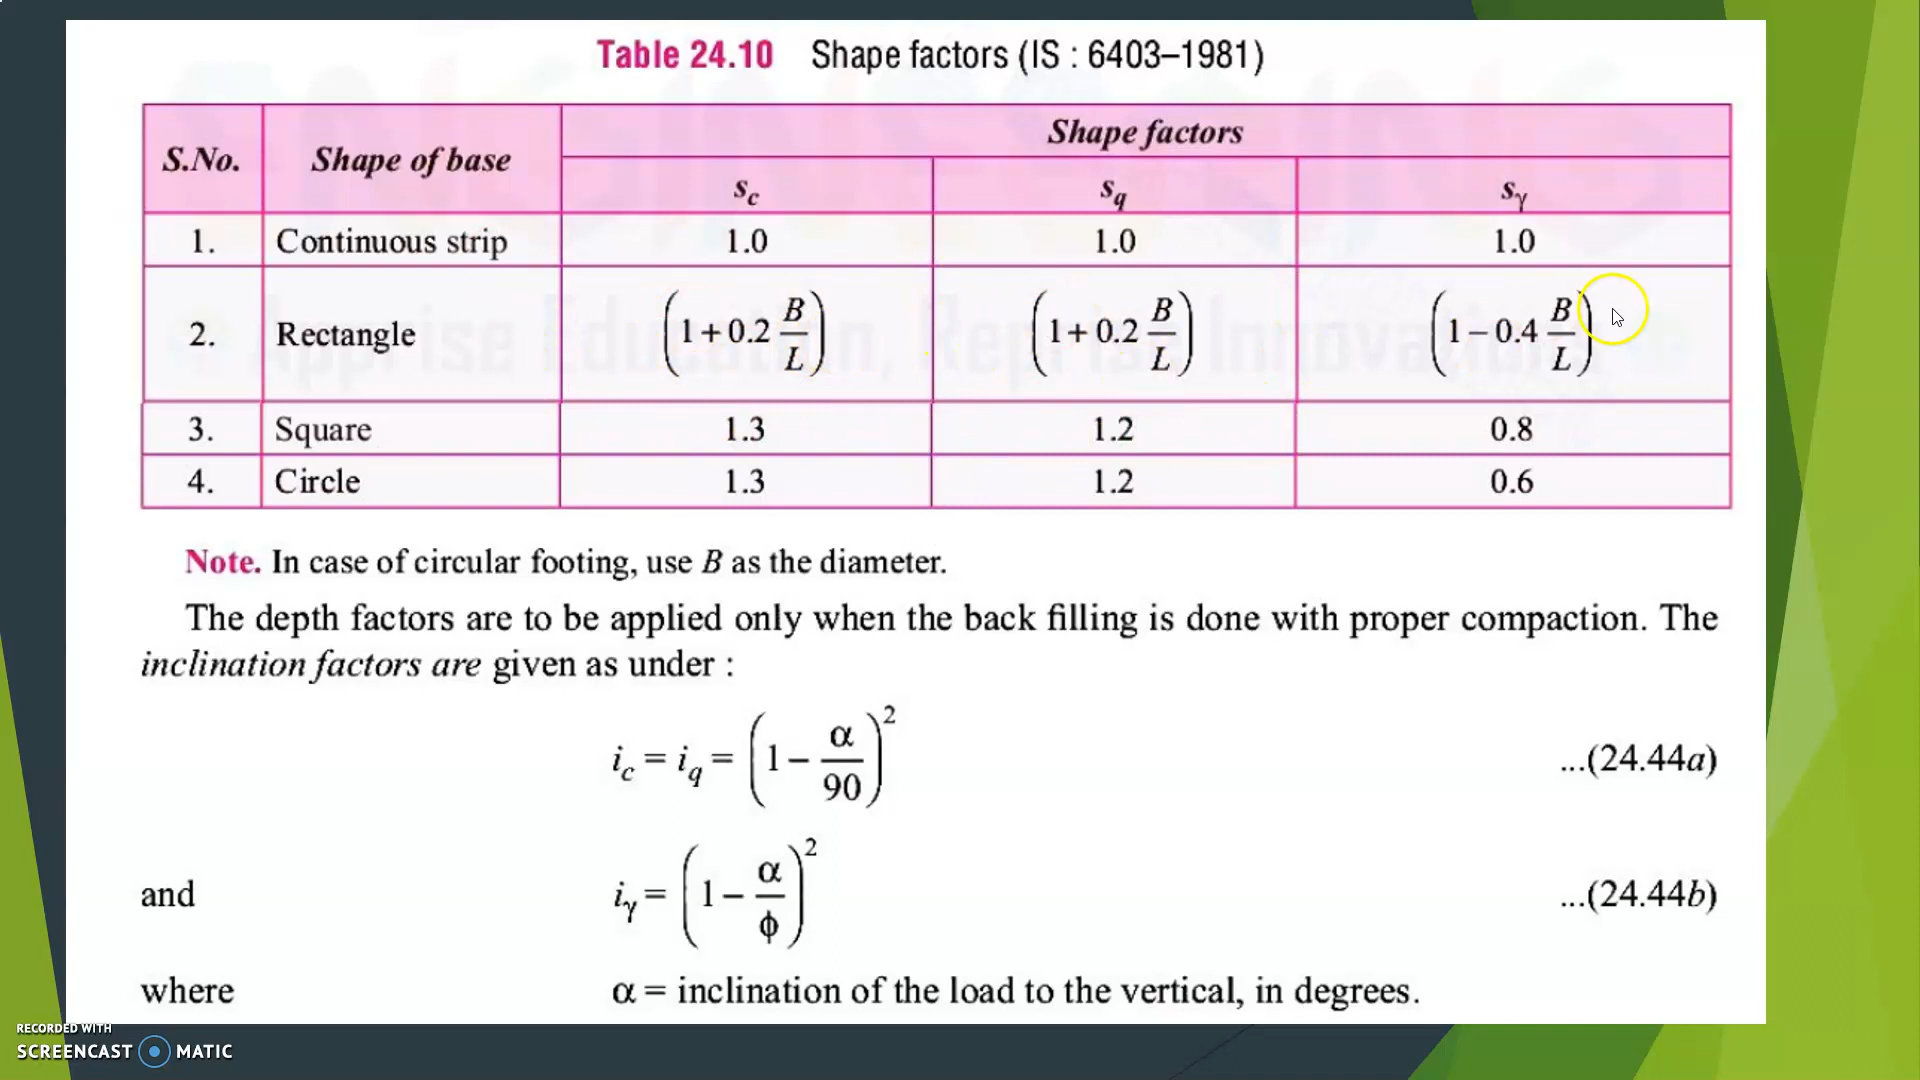 Table 24.10 Shape factors (IS : 6403–1981)
S.No. Shape of base Shape factors
s_c s_q s_γ
1. Continuous strip 1.0 1.0 1.0
2. Rectangle (1 + 0.2 B/L) (1 + 0.2 B/L) (1 − 0.4 B/L)
3. Square 1.3 1.2 0.8
4. Circle 1.3 1.2 0.6
Note. In case of circular footing, use B as the diameter.
The depth factors are to be applied only when the back filling is done with proper compaction. The
inclination factors are given as under :
i_c = i_q = (1 − α/90)² ...(24.44a)
and i_γ = (1 − α/ϕ)² ...(24.44b)
where α = inclination of the load to the vertical, in degrees.
Apprise Education, Reprise Innovations
RECORDED WITH
SCREENCAST MATIC